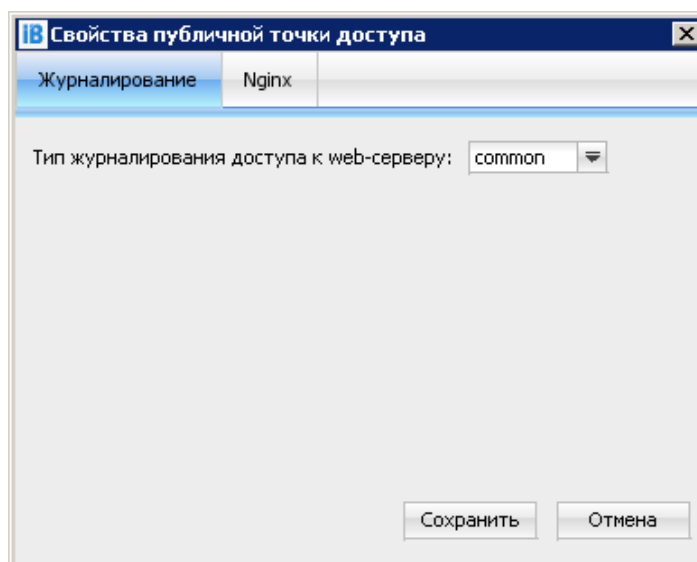 iB Свойства публичной точки доступа
Журналирование Nginx
Тип журналирования доступа к web-серверу: common
Сохранить Отмена